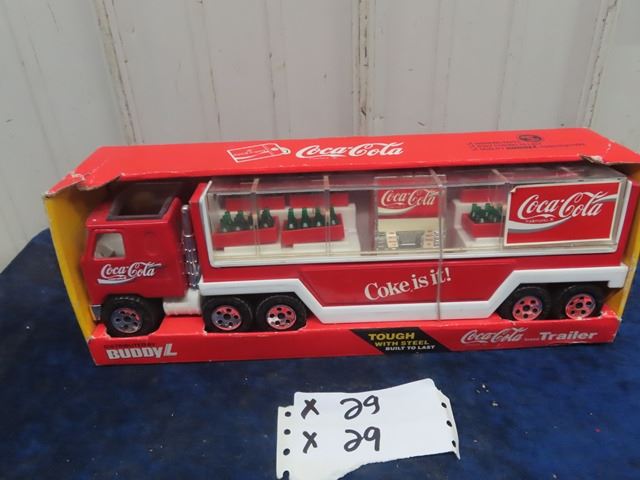 Coca-Cola
Coca-Cola
Coca-Cola
Coca-Cola
Coke is it!
BUDDY L
TOUGH
WITH STEEL
BUILT TO LAST
Coca-Cola Trailer
X 29
X 29